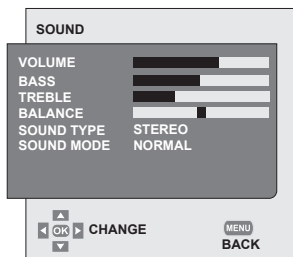 SOUND
VOLUME
BASS
TREBLE
BALANCE
SOUND TYPE STEREO
SOUND MODE NORMAL
OK CHANGE
MENU
BACK